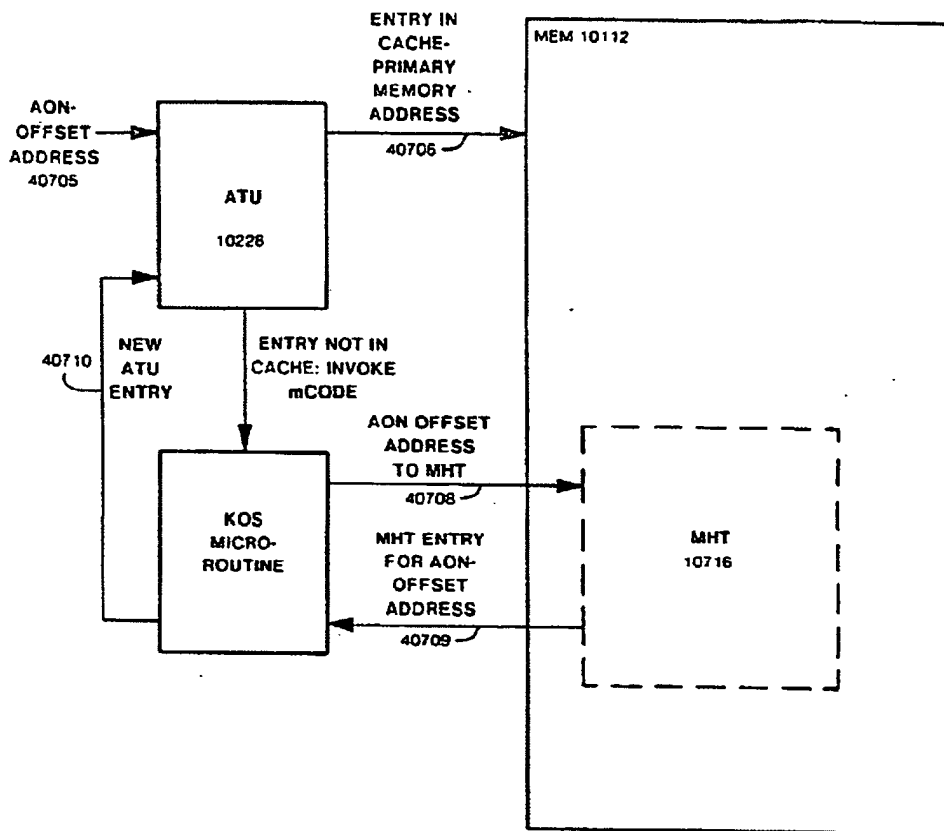 ENTRY IN
CACHE-
PRIMARY
MEMORY
ADDRESS
40706
MEM 10112
AON-
OFFSET
ADDRESS
40705
ATU
10228
40710
NEW
ATU
ENTRY
ENTRY NOT IN
CACHE: INVOKE
mCODE
AON OFFSET
ADDRESS
TO MHT
40708
KOS
MICRO-
ROUTINE
MHT ENTRY
FOR AON-
OFFSET
ADDRESS
40709
MHT
10716